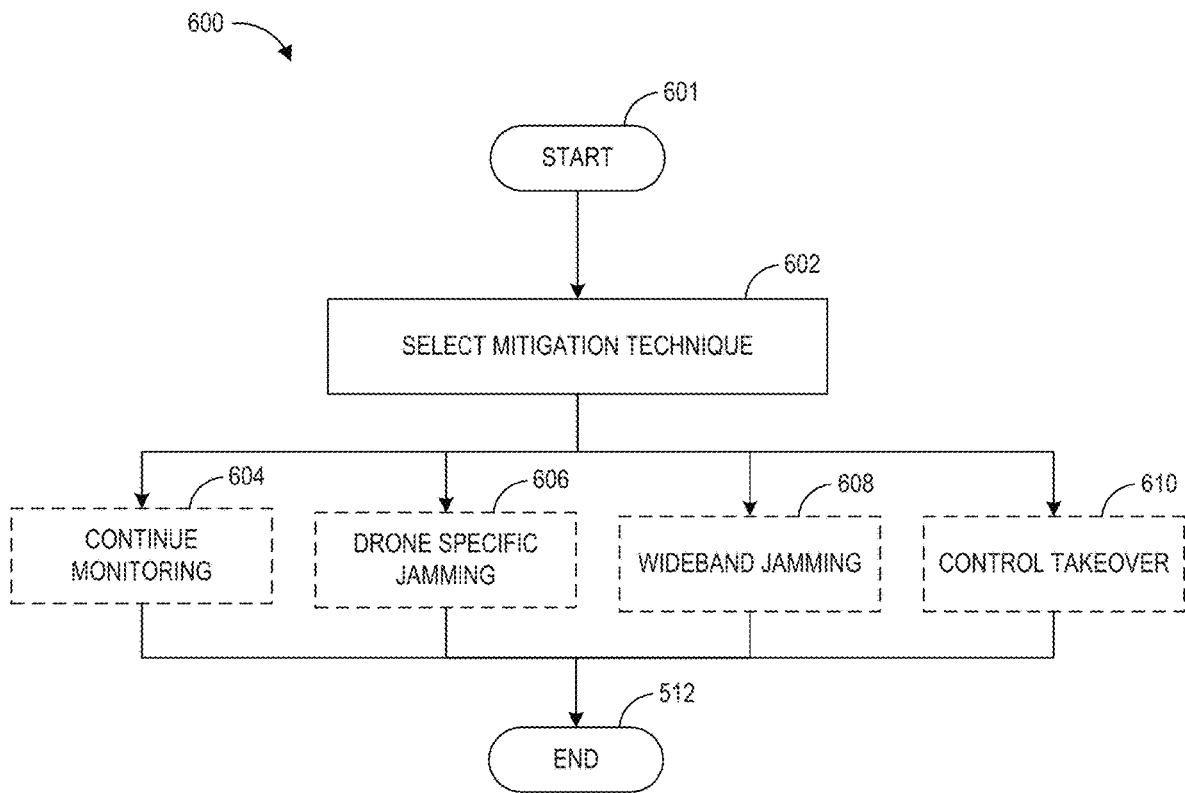 600
601
START
602
SELECT MITIGATION TECHNIQUE
604
606
608
610
CONTINUE
MONITORING
DRONE SPECIFIC
JAMMING
WIDEBAND JAMMING
CONTROL TAKEOVER
512
END